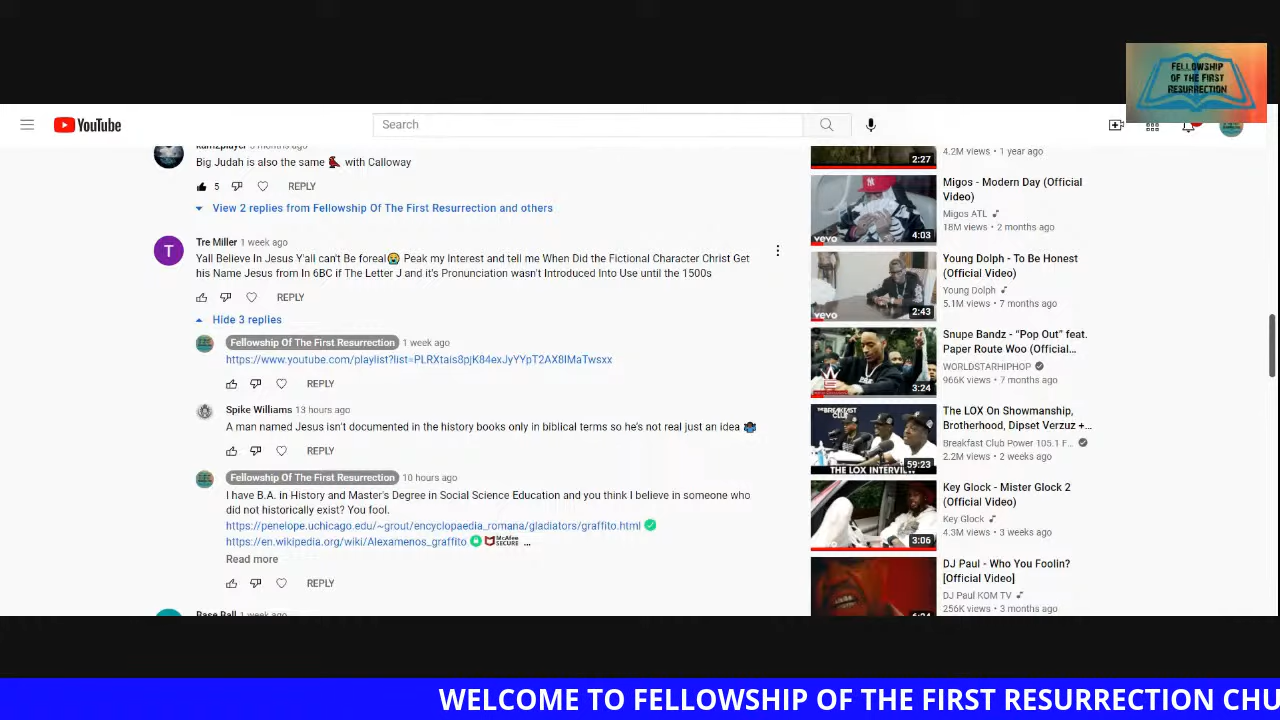 FELLOWSHIP
OF THE FIRST
RESURRECTION
YouTube
Search
Big Judah is also the same with Calloway
5
REPLY
View 2 replies from Fellowship Of The First Resurrection and others
T
Tre Miller 1 week ago
Yall Believe In Jesus Y'all can't Be foreal Peak my Interest and tell me When Did the Fictional Character Christ Get
his Name Jesus from In 6BC if The Letter J and it's Pronunciation wasn't Introduced Into Use until the 1500s
REPLY
Hide 3 replies
Fellowship Of The First Resurrection 1 week ago
https://www.youtube.com/playlist?list=PLRXtais8pjK84exJyYYpT2AX8IMaTwsxx
REPLY
Spike Williams 13 hours ago
A man named Jesus isn't documented in the history books only in biblical terms so he's not real just an idea
REPLY
Fellowship Of The First Resurrection 10 hours ago
I have B.A. in History and Master's Degree in Social Science Education and you think I believe in someone who
did not historically exist? You fool.
https://penelope.uchicago.edu/~grout/encyclopaedia_romana/gladiators/graffito.html
https://en.wikipedia.org/wiki/Alexamenos_graffito McAfee SECURE ...
Read more
REPLY
Base Ball 1 week ago
2:27
4.2M views • 1 year ago
vevo
4:03
Migos - Modern Day (Official
Video)
Migos ATL
18M views • 2 months ago
vevo
2:43
Young Dolph - To Be Honest
(Official Video)
Young Dolph
5.1M views • 7 months ago
3:24
Snupe Bandz - “Pop Out” feat.
Paper Route Woo (Official...
WORLDSTARHIPHOP
966K views • 7 months ago
THE LOX INTERVIEW
59:23
The LOX On Showmanship,
Brotherhood, Dipset Verzuz +...
Breakfast Club Power 105.1 F...
2.2M views • 2 weeks ago
3:06
Key Glock - Mister Glock 2
(Official Video)
Key Glock
4.3M views • 3 weeks ago
DJ Paul - Who You Foolin?
[Official Video]
DJ Paul KOM TV
256K views • 3 months ago
WELCOME TO FELLOWSHIP OF THE FIRST RESURRECTION CHU